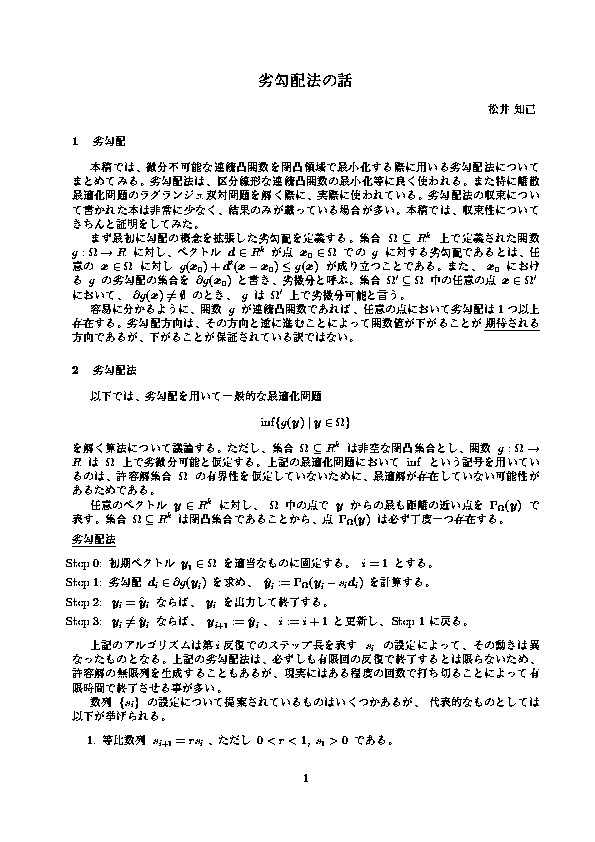 劣勾配法の話
松井 知己
1 劣勾配
本稿では、微分不可能な連続凸関数を閉凸領域で最小化する際に用いる劣勾配法について
まとめてみる。劣勾配法は、区分線形な連続凸関数の最小化等に良く使われる。また特に離散
最適化問題のラグランジュ双対問題を解く際に、実際に使われている。劣勾配法の収束につい
て書かれた本は非常に少なく、結果のみが載っている場合が多い。本稿では、収束性について
きちんと証明をしてみた。
まず最初に勾配の概念を拡張した劣勾配を定義する。集合 Ω ⊆ R^k 上で定義された関数
g : Ω → R に対し、ベクトル d ∈ R^k が点 x₀ ∈ Ω での g に対する劣勾配であるとは、任
意の x ∈ Ω に対し g(x₀) + d^t(x − x₀) ≤ g(x) が成り立つことである。また、 x₀ におけ
る g の劣勾配の集合を ∂g(x₀) と書き、劣微分と呼ぶ。集合 Ω′ ⊆ Ω 中の任意の点 x ∈ Ω′
において、 ∂g(x) ≠ ∅ のとき、 g は Ω′ 上で劣微分可能と言う。
容易に分かるように、関数 g が連続凸関数であれば、任意の点において劣勾配は 1 つ以上
存在する。劣勾配方向は、その方向と逆に進むことによって関数値が下がることが期待される
方向であるが、下がることが保証されている訳ではない。
2 劣勾配法
以下では、劣勾配を用いて一般的な最適化問題
inf{g(y) | y ∈ Ω}
を解く算法について議論する。ただし、集合 Ω ⊆ R^k は非空な閉凸集合とし、関数 g : Ω →
R は Ω 上で劣微分可能と仮定する。上記の最適化問題において inf という記号を用いてい
るのは、許容解集合 Ω の有界性を仮定していないために、最適解が存在していない可能性が
あるためである。
任意のベクトル y ∈ R^k に対し、 Ω 中の点で y からの最も距離の近い点を Γ_Ω(y) で
表す。集合 Ω ⊆ R^k は閉凸集合であることから、点 Γ_Ω(y) は必ず丁度一つ存在する。
劣勾配法
Step 0: 初期ベクトル y₁ ∈ Ω を適当なものに固定する。 i = 1 とする。
Step 1: 劣勾配 d_i ∈ ∂g(y_i) を求め、 ŷ_i := Γ_Ω(y_i − s_i d_i) を計算する。
Step 2: y_i = ŷ_i ならば、 y_i を出力して終了する。
Step 3: y_i ≠ ŷ_i ならば、 y_{i+1} := ŷ_i 、 i := i + 1 と更新し、Step 1 に戻る。
上記のアルゴリズムは第 i 反復でのステップ長を表す s_i の設定によって、その動きは異
なったものとなる。上記の劣勾配法は、必ずしも有限回の反復で終了するとは限らないため、
許容解の無限列を生成することもあるが、現実にはある程度の回数で打ち切ることによって有
限時間で終了させる事が多い。
数列 {s_i} の設定について提案されているものはいくつかあるが、 代表的なものとしては
以下が挙げられる。
1. 等比数列 s_{i+1} = rs_i 、ただし 0 < r < 1, s₁ > 0 である。
1